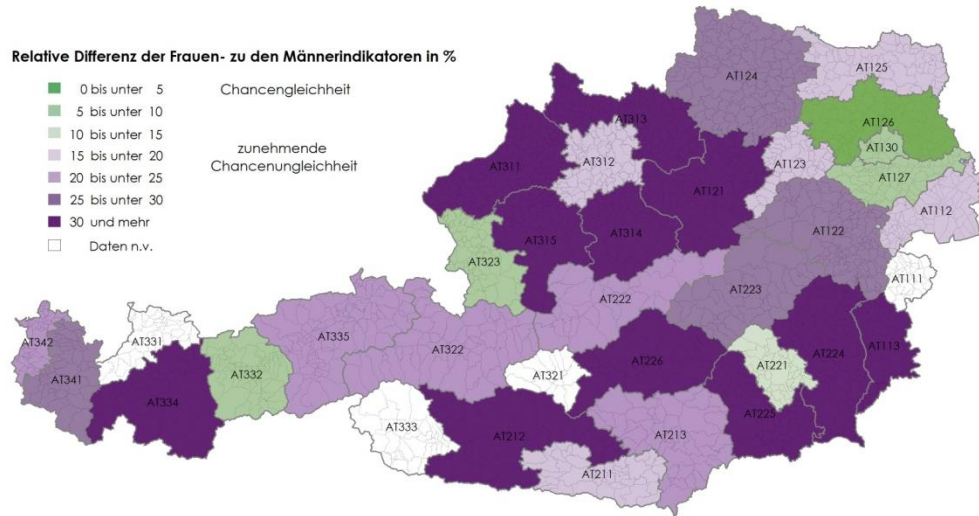 Relative Differenz der Frauen- zu den Männerindikatoren in %
0 bis unter 5 Chancengleichheit
5 bis unter 10
10 bis unter 15 zunehmende
15 bis unter 20 Chancenungleichheit
20 bis unter 25
25 bis unter 30
30 und mehr
Daten n.v.
AT124
AT125
AT126
AT130
AT127
AT123
AT112
AT313
AT312
AT311
AT121
AT122
AT111
AT315
AT314
AT323
AT222
AT223
AT342
AT341
AT331
AT334
AT332
AT335
AT322
AT321
AT226
AT221
AT224
AT113
AT333
AT212
AT213
AT225
AT211